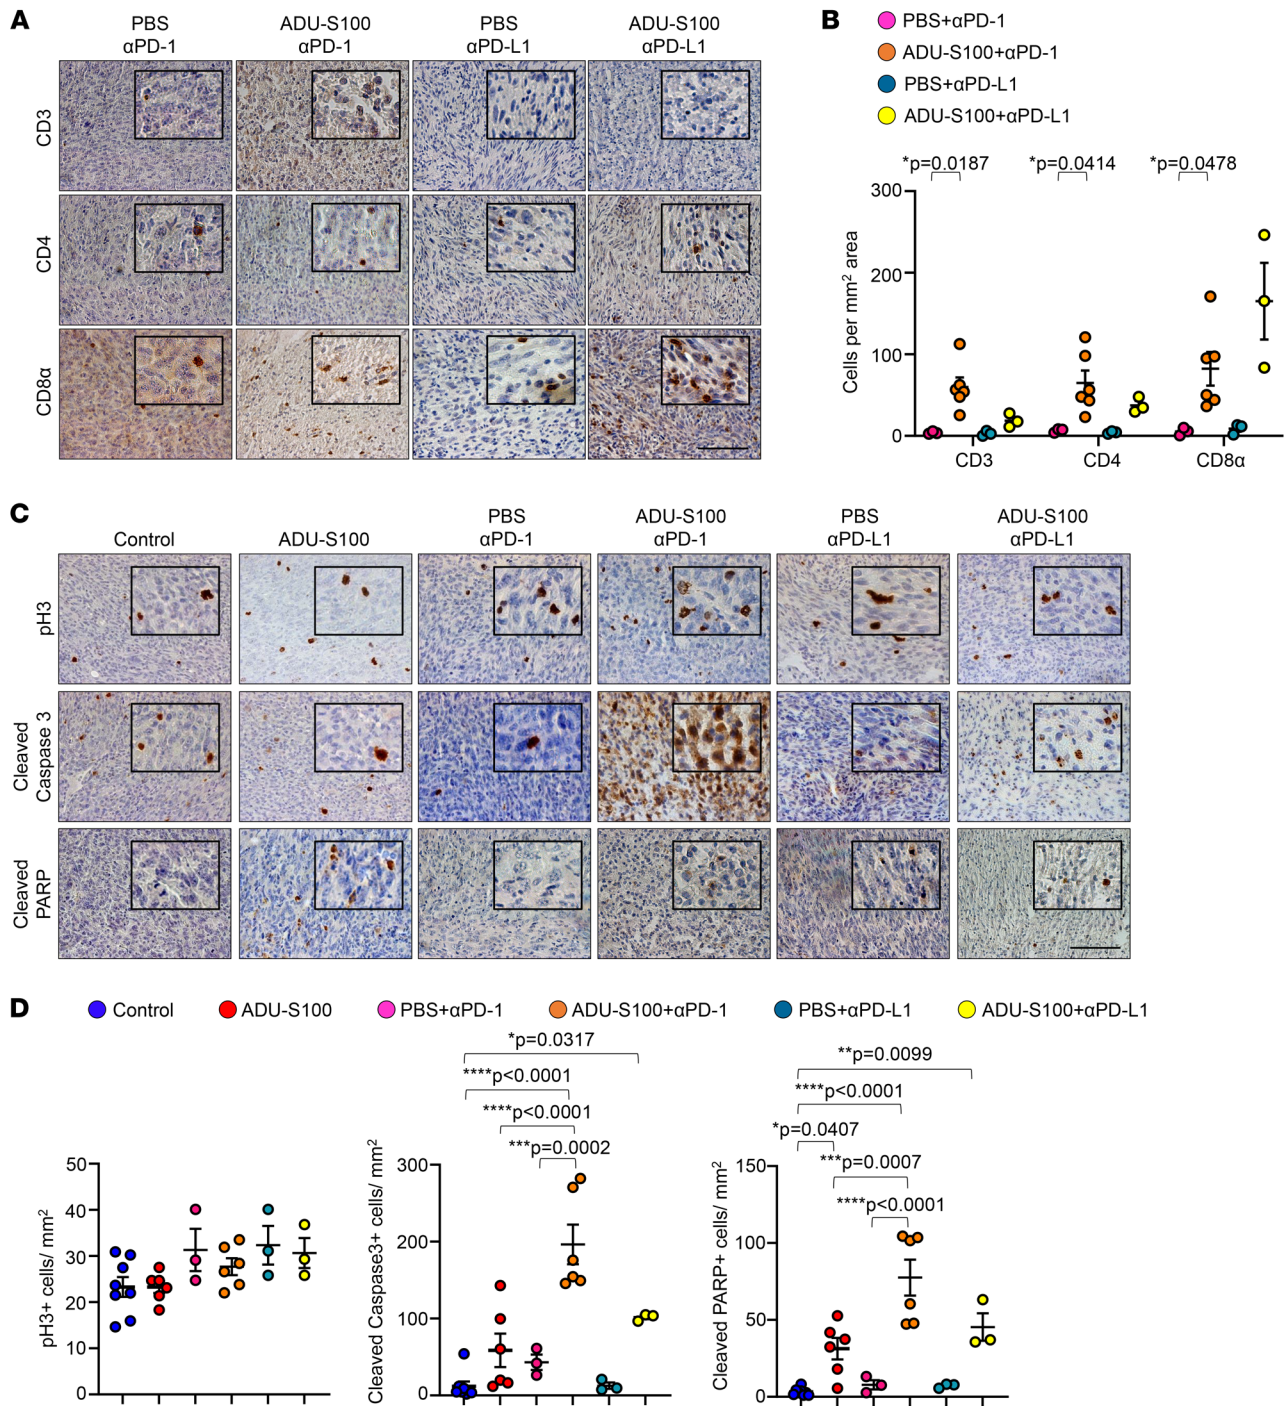 A
PBS
αPD-1
ADU-S100
αPD-1
PBS
αPD-L1
ADU-S100
αPD-L1
CD3
CD4
CD8α
B
PBS+αPD-1
ADU-S100+αPD-1
PBS+αPD-L1
ADU-S100+αPD-L1
*p=0.0187
*p=0.0414
*p=0.0478
Cells per mm² area
300
200
100
0
CD3
CD4
CD8α
C
Control
ADU-S100
PBS
αPD-1
ADU-S100
αPD-1
PBS
αPD-L1
ADU-S100
αPD-L1
pH3
Cleaved
Caspase 3
Cleaved
PARP
D
Control
ADU-S100
PBS+αPD-1
ADU-S100+αPD-1
PBS+αPD-L1
ADU-S100+αPD-L1
pH3+ cells/ mm²
50
40
30
20
10
0
*p=0.0317
****p<0.0001
****p<0.0001
***p=0.0002
Cleaved Caspase3+ cells/ mm²
300
200
100
0
**p=0.0099
****p<0.0001
*p=0.0407
***p=0.0007
****p<0.0001
Cleaved PARP+ cells/ mm²
150
100
50
0